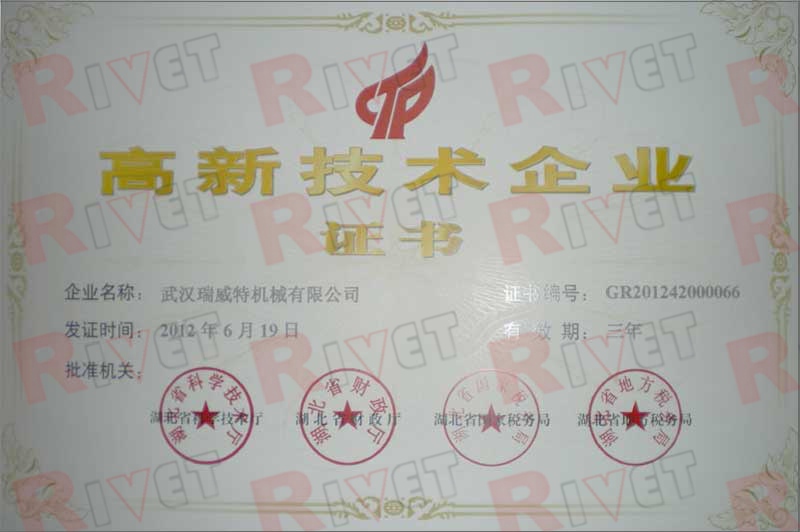 高新技术企业
证书
企业名称： 武汉瑞威特机械有限公司 证书编号： GR201242000066
发证时间： 2012年6月19日 有效期： 三年
批准机关：
湖北省科学技术厅 湖北省财政厅 湖北省国家税务局 湖北省地方税务局
RIVET